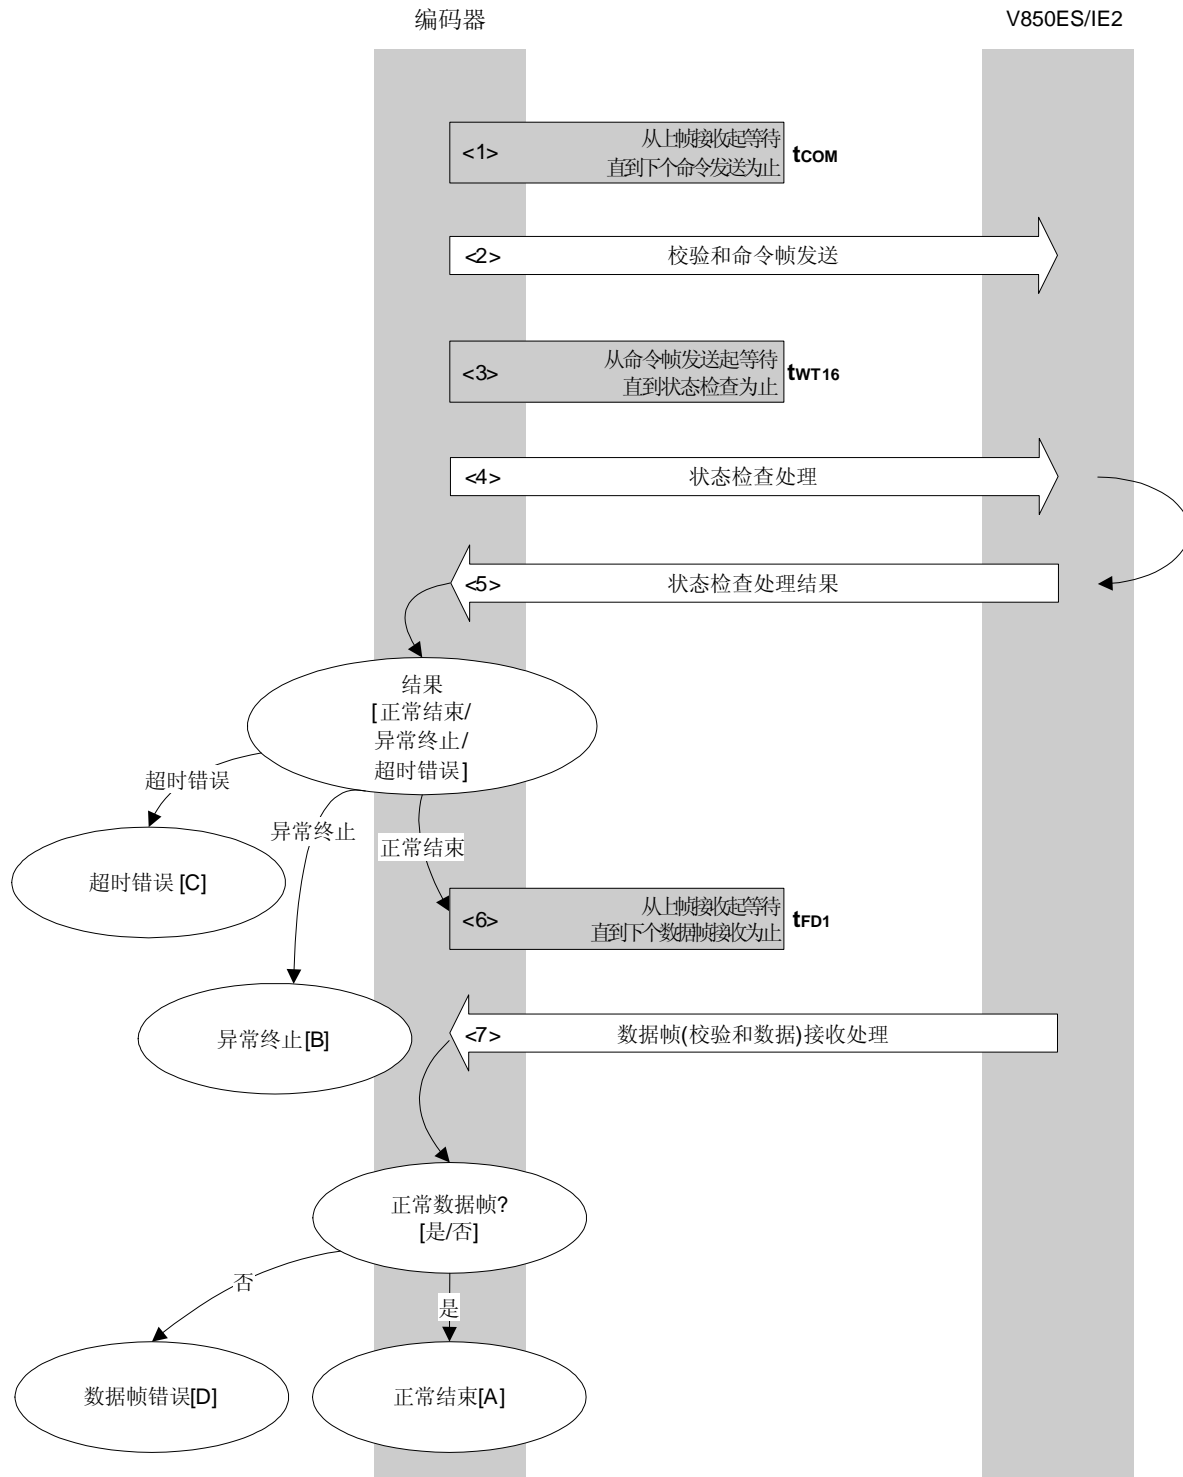 编码器
V850ES/IE2
<1>
从上帧接收起等待
直到下个命令发送为止
tCOM
<2>
校验和命令帧发送
<3>
从命令帧发送起等待
直到状态检查为止
tWT16
<4>
状态检查处理
<5>
状态检查处理结果
结果
[正常结束/
异常终止/
超时错误]
超时错误
异常终止
正常结束
超时错误 [C]
<6>
从上帧接收起等待
直到下个数据帧接收为止
tFD1
异常终止[B]
<7>
数据帧(校验和数据)接收处理
正常数据帧?
[是/否]
否
是
数据帧错误[D]
正常结束[A]